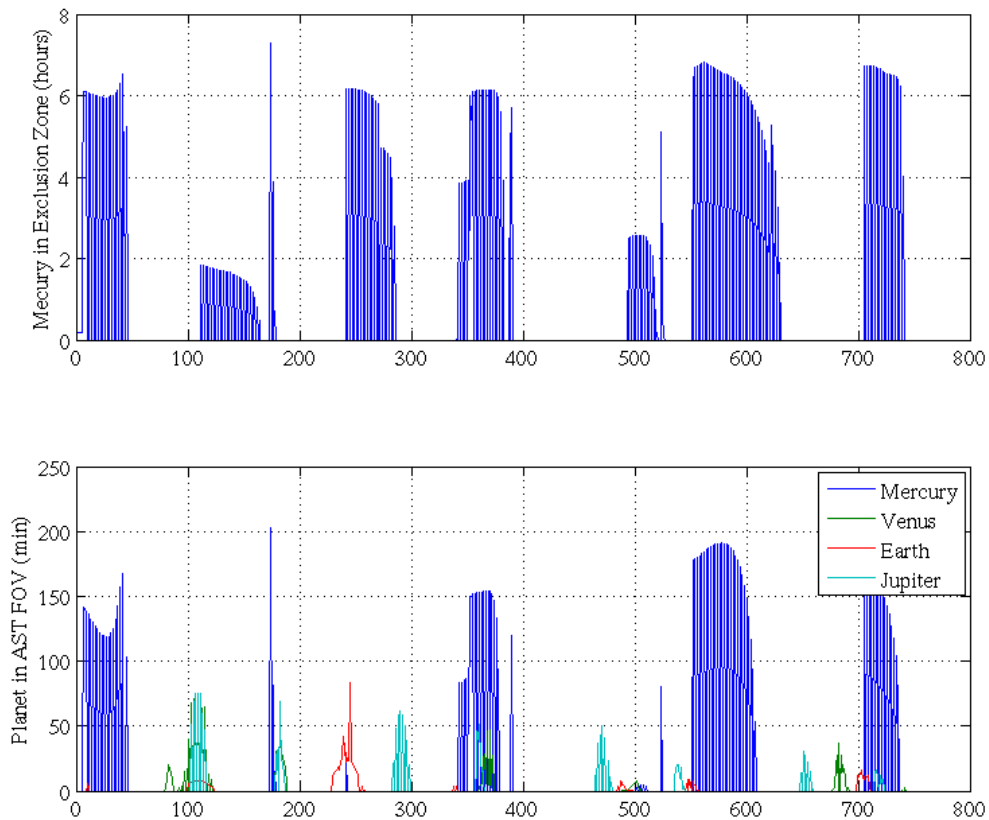 Mecury in Exclusion Zone (hours)
8
6
4
2
0
0 100 200 300 400 500 600 700 800
Planet in AST FOV (min)
250
200
150
100
50
0
0 100 200 300 400 500 600 700 800
Mercury
Venus
Earth
Jupiter